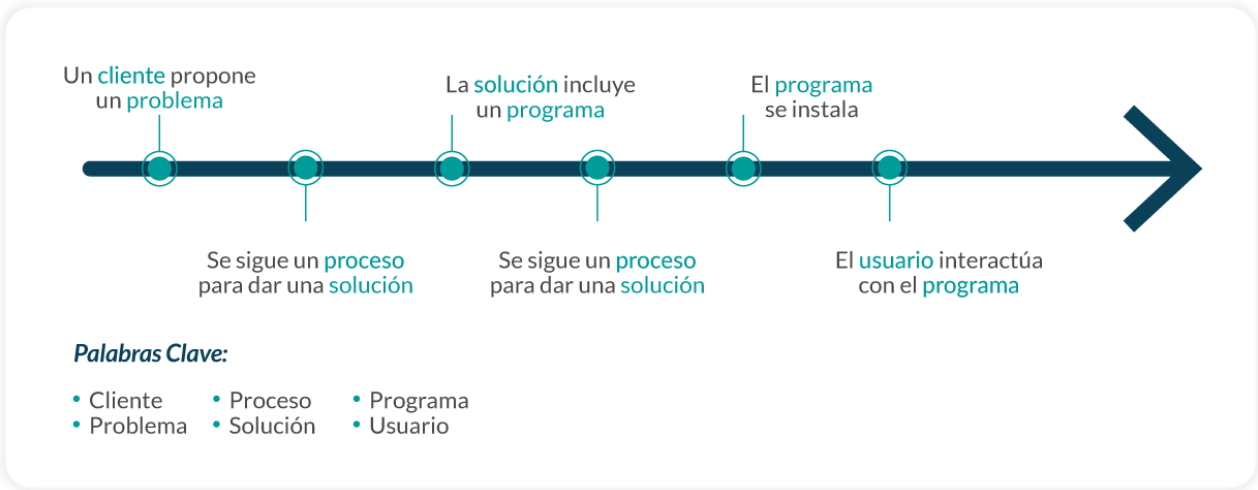 Un cliente propone
un problema
Se sigue un proceso
para dar una solución
La solución incluye
un programa
Se sigue un proceso
para dar una solución
El programa
se instala
El usuario interactúa
con el programa
Palabras Clave:
• Cliente
• Problema
• Proceso
• Solución
• Programa
• Usuario